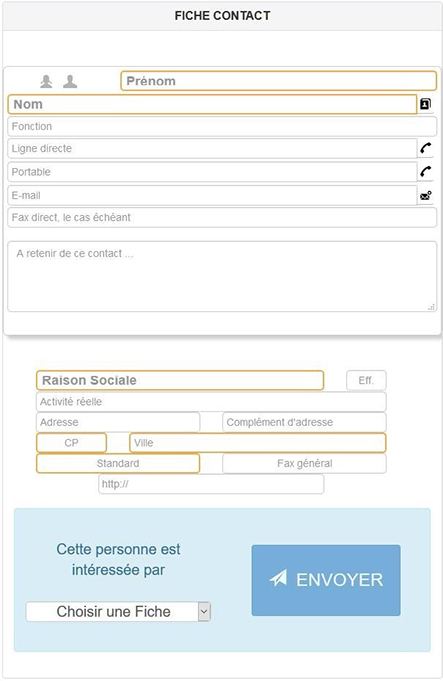 FICHE CONTACT
Prénom
Nom
Fonction
Ligne directe
Portable
E-mail
Fax direct, le cas échéant
A retenir de ce contact ...
Raison Sociale Eff.
Activité réelle
Adresse Complément d'adresse
CP Ville
Standard Fax général
http://
Cette personne est
intéressée par
Choisir une Fiche
ENVOYER